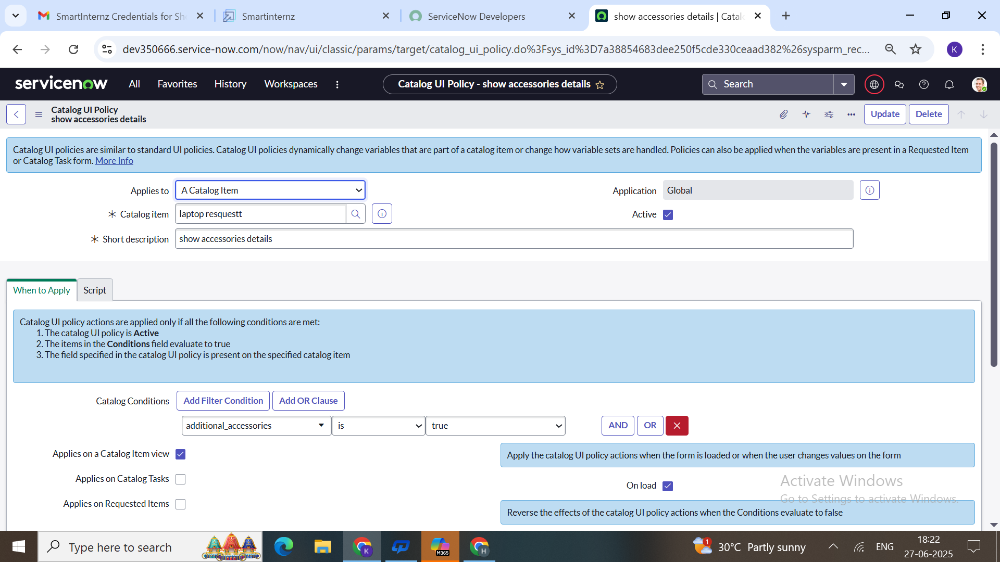 SmartInternz Credentials for Sh
Smartinternz
ServiceNow Developers
show accessories details | Catal
dev350666.service-now.com/now/nav/ui/classic/params/target/catalog_ui_policy.do%3Fsys_id%3D7a38854683dee250f5cde330ceaad382%26sysparm_rec...
K
servicenow
All
Favorites
History
Workspaces
Catalog UI Policy - show accessories details
Search
Catalog UI Policy
show accessories details
Update
Delete
Catalog UI policies are similar to standard UI policies. Catalog UI policies dynamically change variables that are part of a catalog item or change how variable sets are handled. Policies can also be applied when the variables are present in a Requested Item
or Catalog Task form. More Info
Applies to
A Catalog Item
Application
Global
Catalog item
laptop resquestt
Active
Short description
show accessories details
When to Apply
Script
Catalog UI policy actions are applied only if all the following conditions are met:
1. The catalog UI policy is Active
2. The items in the Conditions field evaluate to true
3. The field specified in the catalog UI policy is present on the specified catalog item
Catalog Conditions
Add Filter Condition
Add OR Clause
additional_accessories
is
true
AND
OR
Applies on a Catalog Item view
Apply the catalog UI policy actions when the form is loaded or when the user changes values on the form
Applies on Catalog Tasks
On load
Activate Windows
Go to Settings to activate Windows.
Applies on Requested Items
Reverse the effects of the catalog UI policy actions when the Conditions evaluate to false
Type here to search
K
M365
H
1
30°C Partly sunny
ENG
18:22
27-06-2025